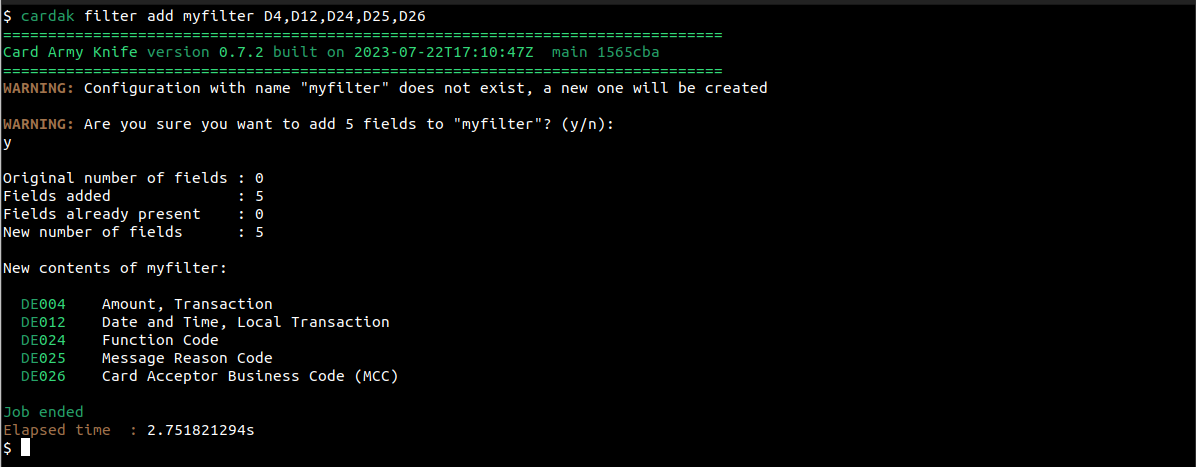 $ cardak filter add myfilter D4,D12,D24,D25,D26
================================================================================
Card Army Knife version 0.7.2 built on 2023-07-22T17:10:47Z  main 1565cba
================================================================================
WARNING: Configuration with name "myfilter" does not exist, a new one will be created
WARNING: Are you sure you want to add 5 fields to "myfilter"? (y/n):
y
Original number of fields : 0
Fields added              : 5
Fields already present    : 0
New number of fields      : 5
New contents of myfilter:
  DE004    Amount, Transaction
  DE012    Date and Time, Local Transaction
  DE024    Function Code
  DE025    Message Reason Code
  DE026    Card Acceptor Business Code (MCC)
Job ended
Elapsed time  : 2.751821294s
$